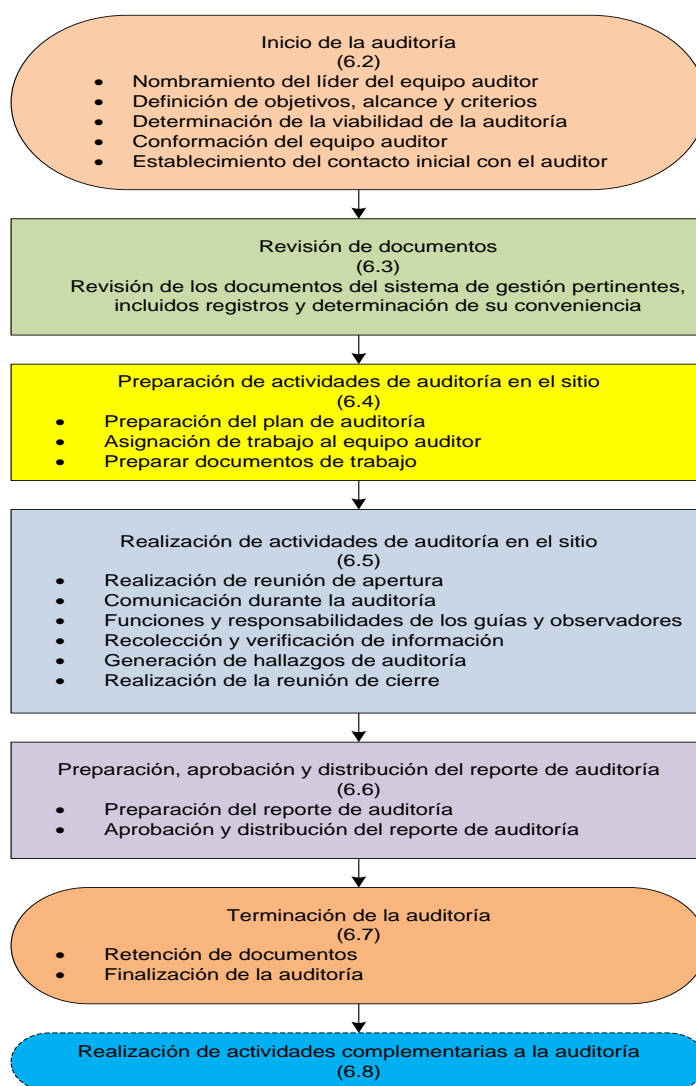 Inicio de la auditoría
(6.2)
• Nombramiento del líder del equipo auditor
• Definición de objetivos, alcance y criterios
• Determinación de la viabilidad de la auditoría
• Conformación del equipo auditor
• Establecimiento del contacto inicial con el auditor
Revisión de documentos
(6.3)
Revisión de los documentos del sistema de gestión pertinentes,
incluidos registros y determinación de su conveniencia
Preparación de actividades de auditoría en el sitio
(6.4)
• Preparación del plan de auditoría
• Asignación de trabajo al equipo auditor
• Preparar documentos de trabajo
Realización de actividades de auditoría en el sitio
(6.5)
• Realización de reunión de apertura
• Comunicación durante la auditoría
• Funciones y responsabilidades de los guías y observadores
• Recolección y verificación de información
• Generación de hallazgos de auditoría
• Realización de la reunión de cierre
Preparación, aprobación y distribución del reporte de auditoría
(6.6)
• Preparación del reporte de auditoría
• Aprobación y distribución del reporte de auditoría
Terminación de la auditoría
(6.7)
• Retención de documentos
• Finalización de la auditoría
Realización de actividades complementarias a la auditoría
(6.8)